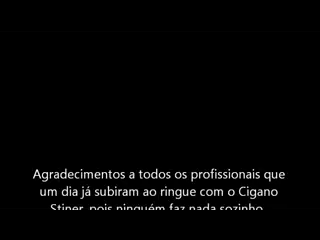 Agradecimentos a todos os profissionais que
um dia já subiram ao ringue com o Cigano
Stiner, pois ninguém faz nada sozinho